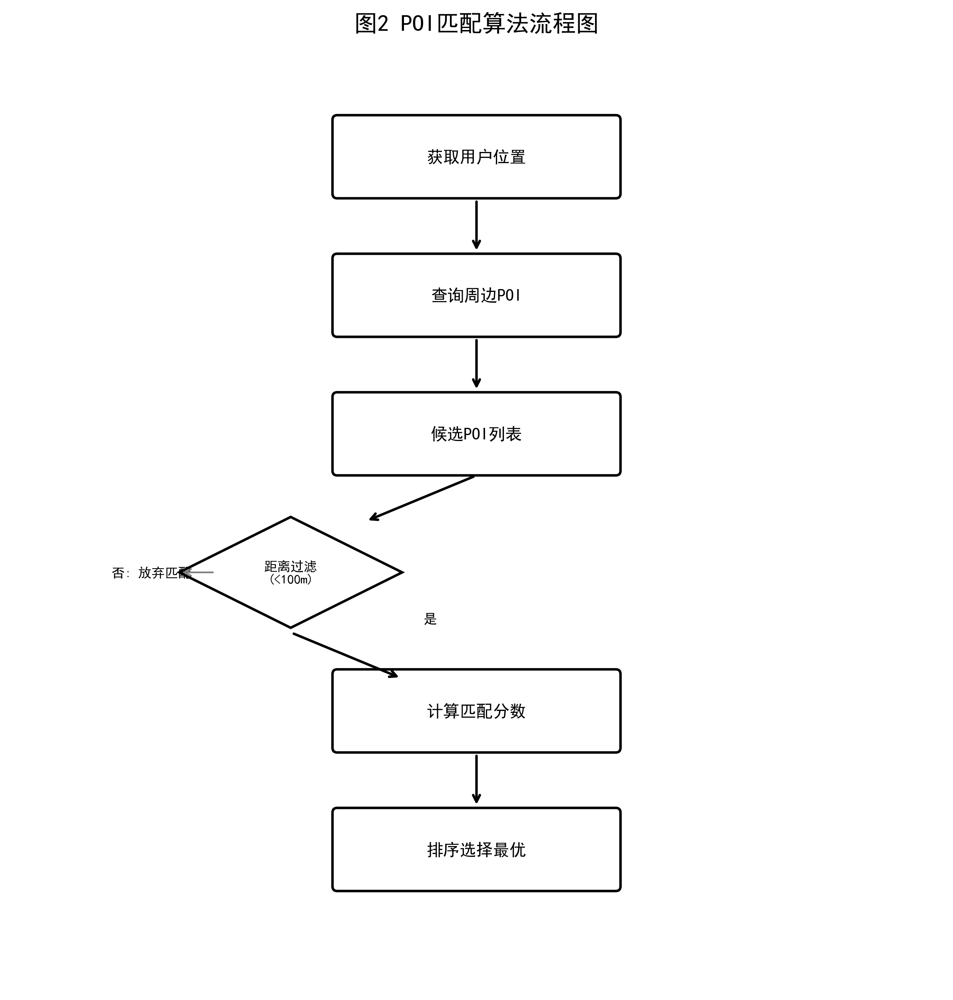 图2 POI匹配算法流程图
获取用户位置
查询周边POI
候选POI列表
距离过滤
(<100m)
否: 放弃匹配
是
计算匹配分数
排序选择最优